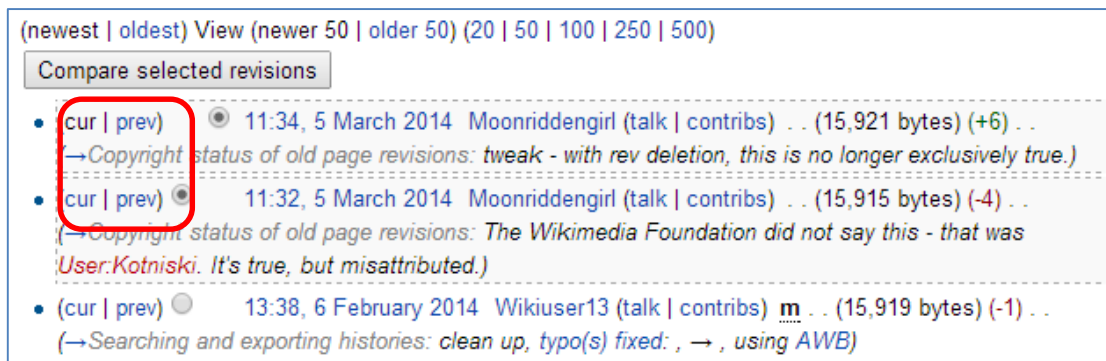 (newest | oldest) View (newer 50 | older 50) (20 | 50 | 100 | 250 | 500)
Compare selected revisions
(cur | prev) 11:34, 5 March 2014 Moonriddengirl (talk | contribs) . . (15,921 bytes) (+6) . .
(→Copyright status of old page revisions: tweak - with rev deletion, this is no longer exclusively true.)
(cur | prev) 11:32, 5 March 2014 Moonriddengirl (talk | contribs) . . (15,915 bytes) (-4) . .
(→Copyright status of old page revisions: The Wikimedia Foundation did not say this - that was
User:Kotniski. It's true, but misattributed.)
(cur | prev) 13:38, 6 February 2014 Wikiuser13 (talk | contribs) m . . (15,919 bytes) (-1) . .
(→Searching and exporting histories: clean up, typo(s) fixed: , → , using AWB)